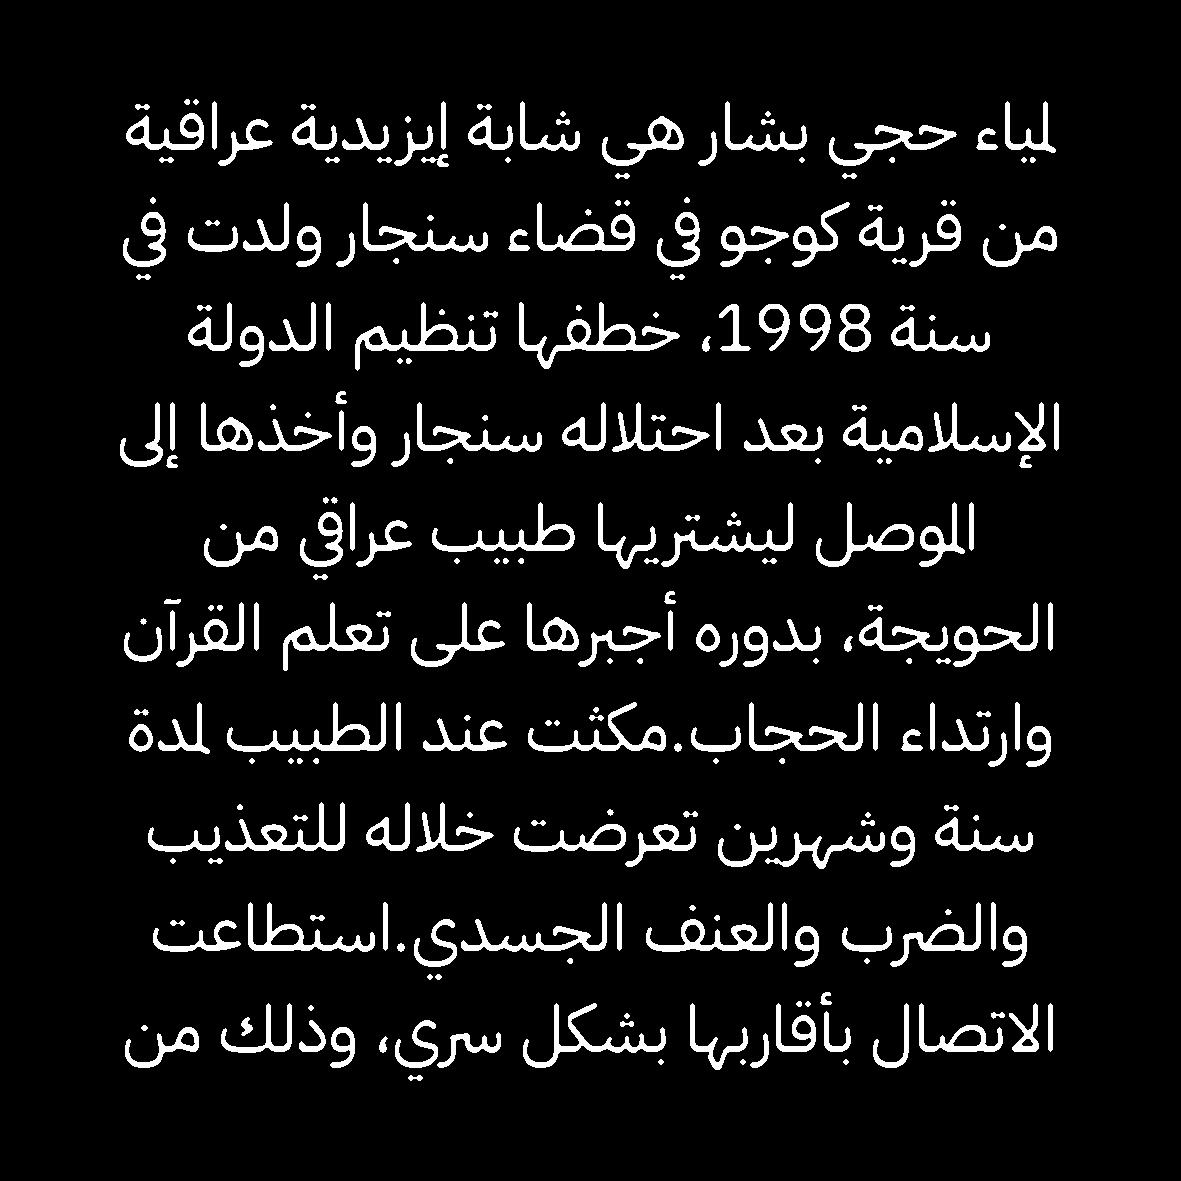 لمياء حجي بشار هي شابة إيزيدية عراقية
من قرية كوجو في قضاء سنجار ولدت في
سنة 1998، خطفها تنظيم الدولة
الإسلامية بعد احتلاله سنجار وأخذها إلى
الموصل ليشتريها طبيب عراقي من
الحويجة، بدوره أجبرها على تعلم القرآن
وارتداء الحجاب.مكثت عند الطبيب لمدة
سنة وشهرين تعرضت خلاله للتعذيب
والضرب والعنف الجسدي.استطاعت
الاتصال بأقاربها بشكل سري، وذلك من